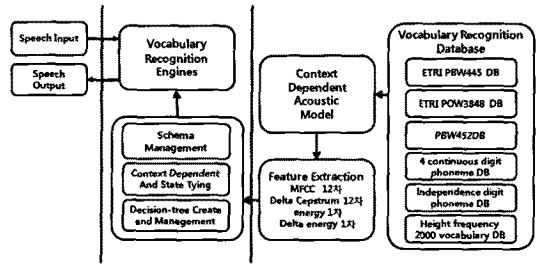 Speech Input
Speech
Output
Vocabulary
Recognition
Engines
Schema
Management
Context Dependent
And State Tying
Decision-tree Create
and Management
Context
Dependent
Acoustic
Model
Feature Extraction
MFCC 12차
Delta Cepstrum 12차
energy 1차
Delta energy 1차
Vocabulary Recognition
Database
ETRI PBW445 DB
ETRI POW3848 DB
PBW452DB
4 continuous digit
phoneme DB
Independence digit
phoneme DB
Height frequency
2000 vocabulary DB